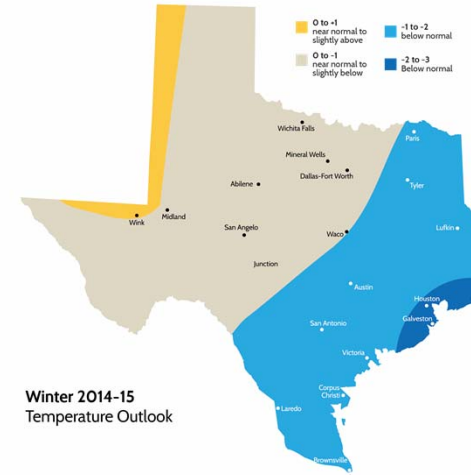 0 to +1
near normal to
slightly above
-1 to -2
below normal
0 to -1
near normal to
slightly below
-2 to -3
Below normal
Wichita Falls
Paris
Mineral Wells
Dallas-Fort Worth
Abilene
Tyler
Wink
Midland
San Angelo
Waco
Lufkin
Junction
Austin
Houston
Galveston
San Antonio
Victoria
Corpus
Christi
Laredo
Brownsville
Winter 2014-15
Temperature Outlook